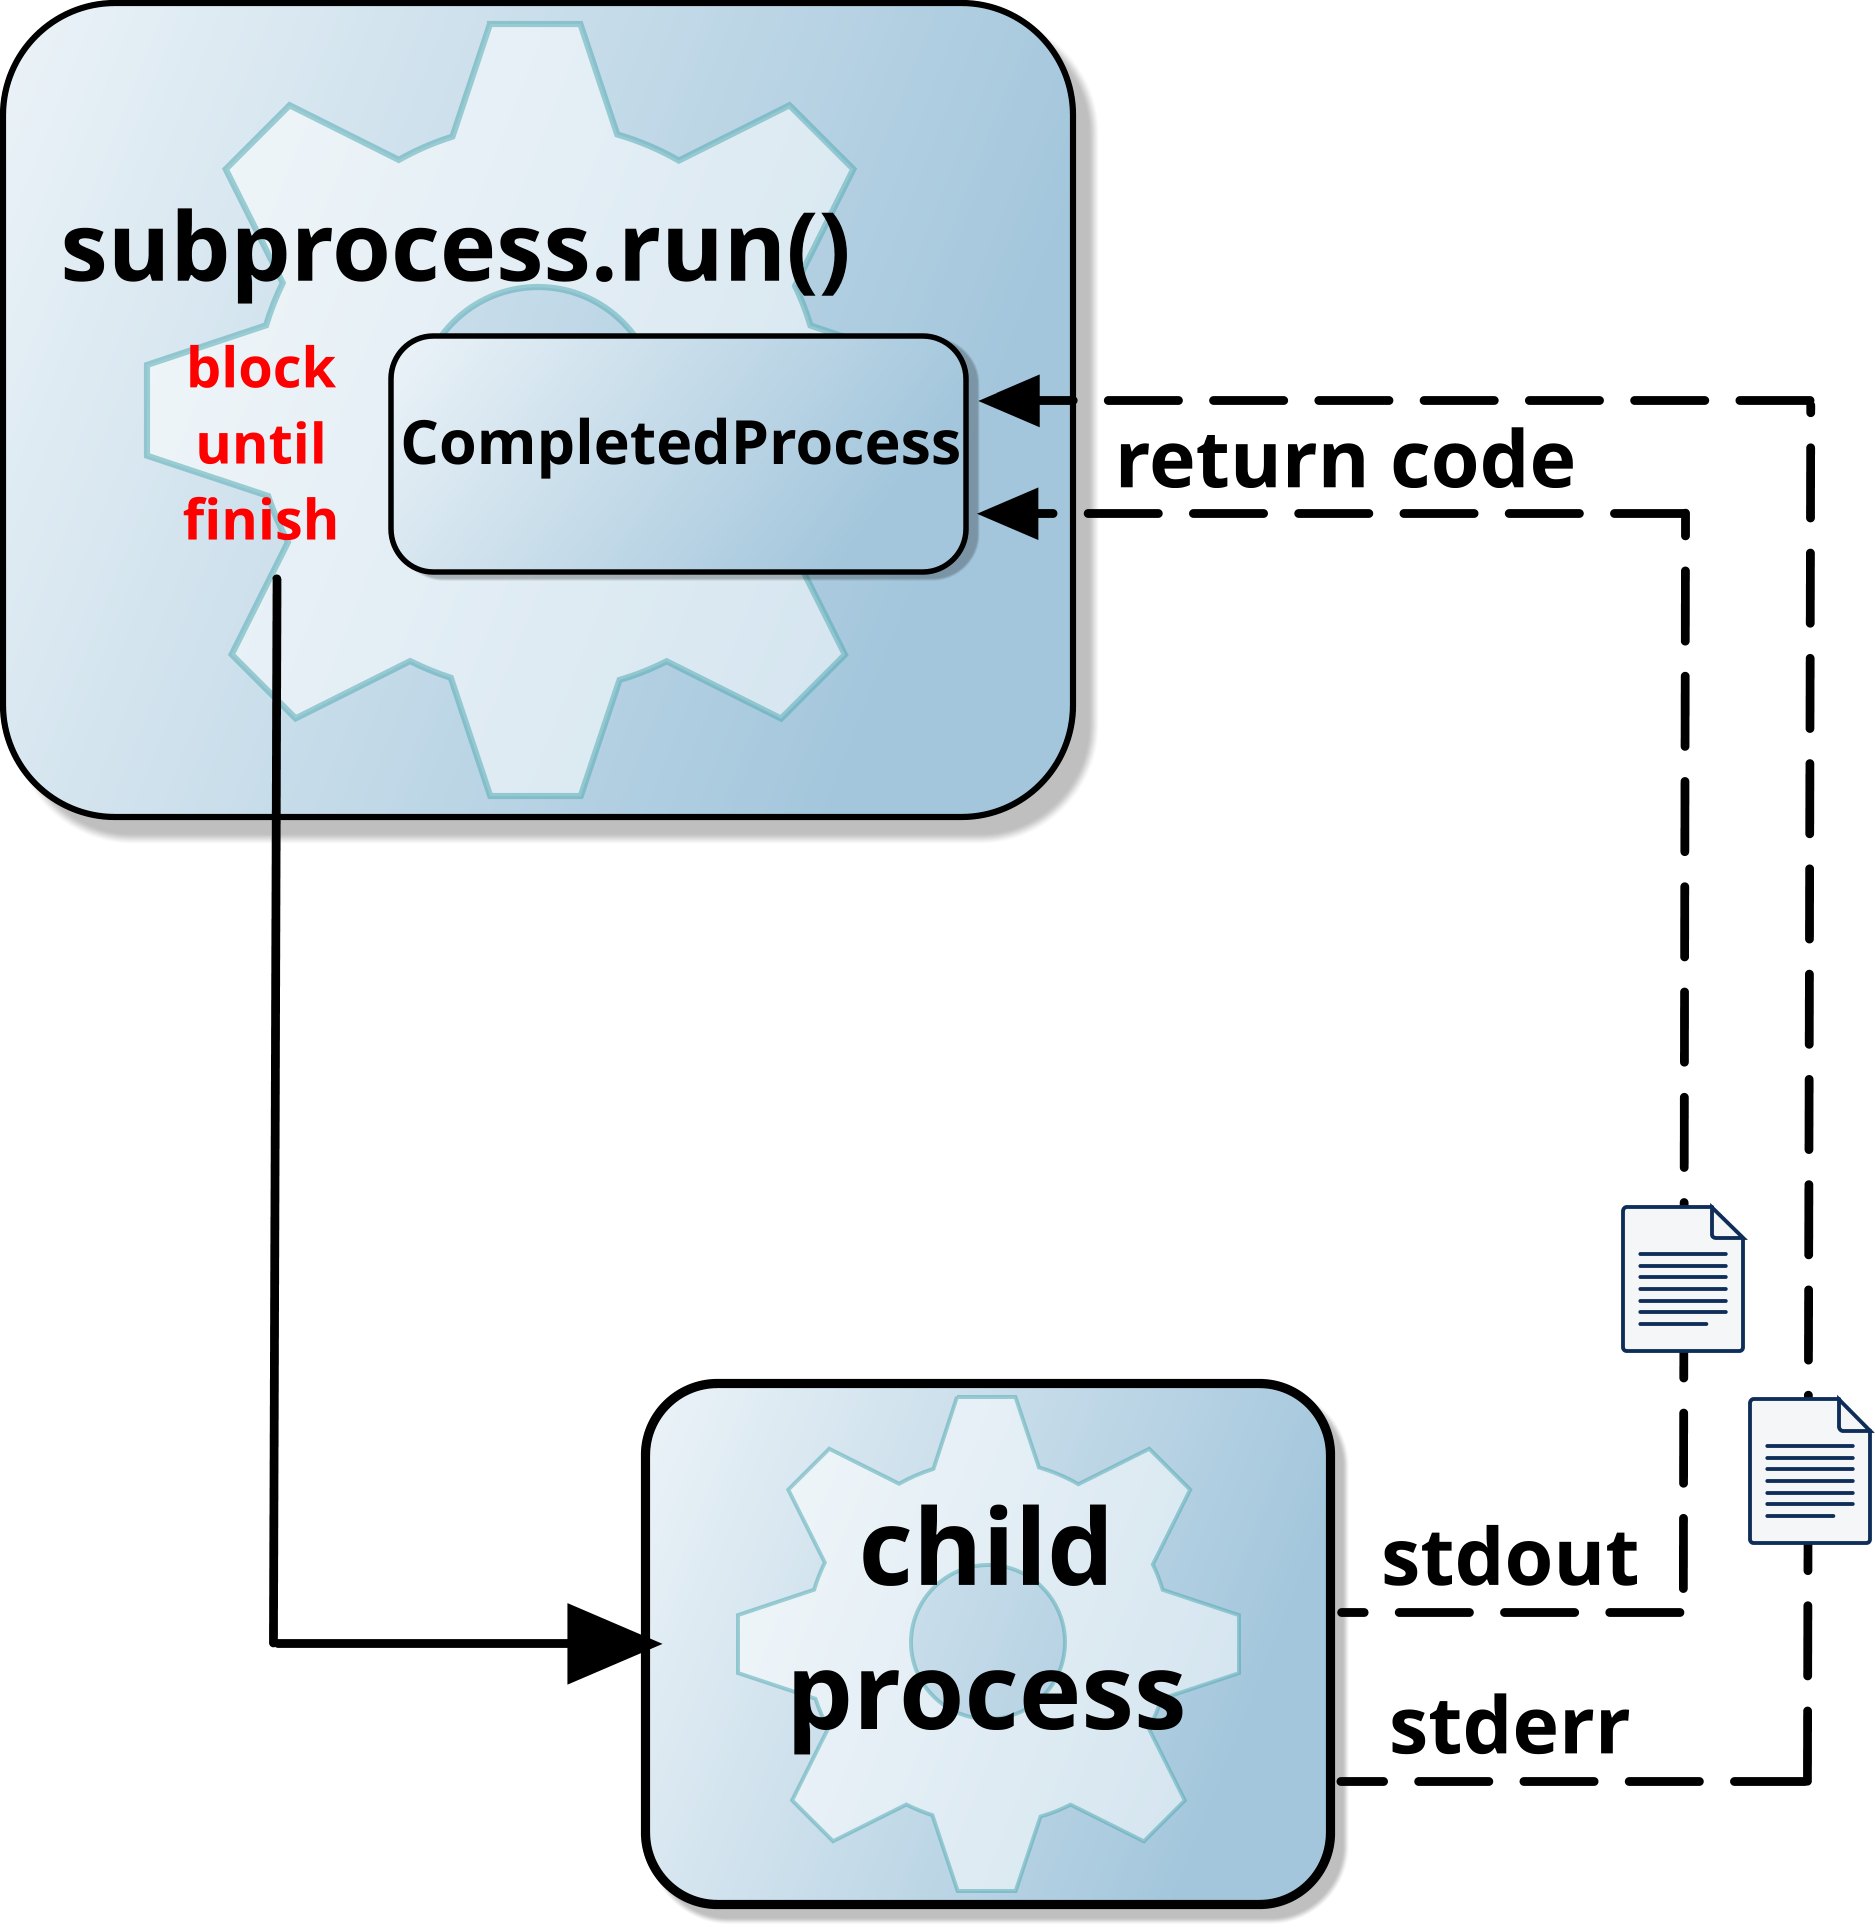 subprocess.run()
block
until
finish
CompletedProcess
return code
child
process
stdout
stderr